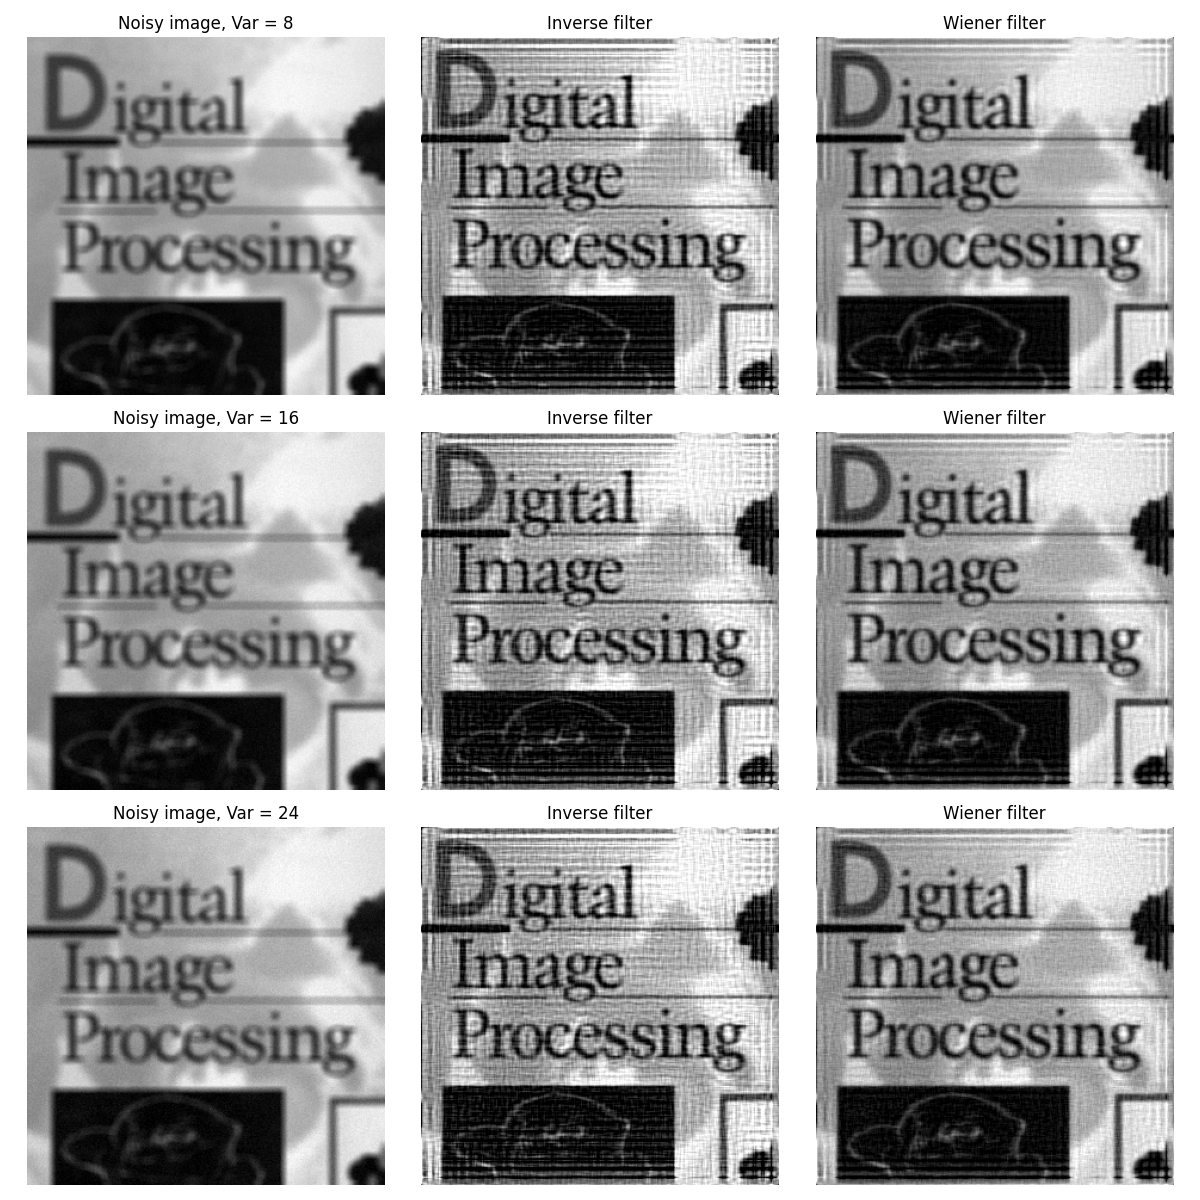 Noisy image, Var = 8
Inverse filter
Wiener filter
Digital
Image
Processing
Digital
Image
Processing
Digital
Image
Processing
Noisy image, Var = 16
Inverse filter
Wiener filter
Digital
Image
Processing
Digital
Image
Processing
Digital
Image
Processing
Noisy image, Var = 24
Inverse filter
Wiener filter
Digital
Image
Processing
Digital
Image
Processing
Digital
Image
Processing